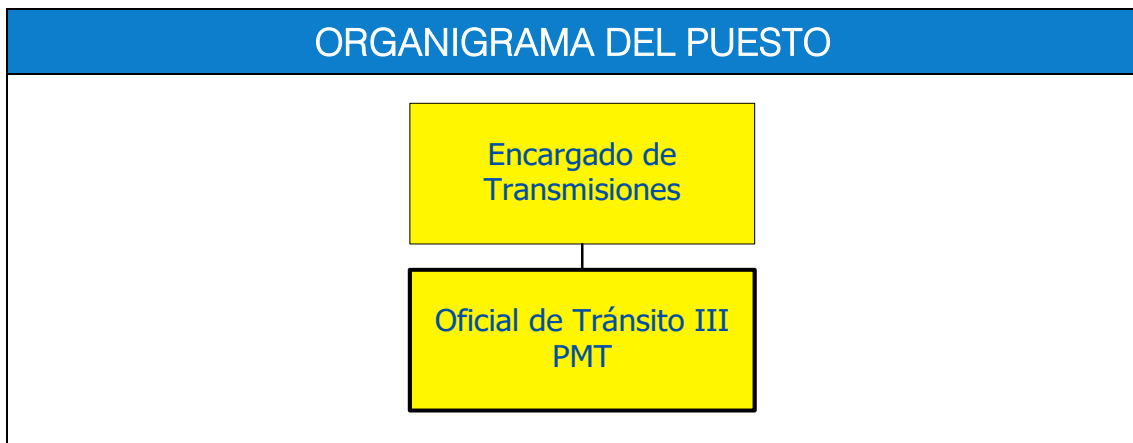 ORGANIGRAMA DEL PUESTO
Encargado de
Transmisiones
Oficial de Tránsito III
PMT